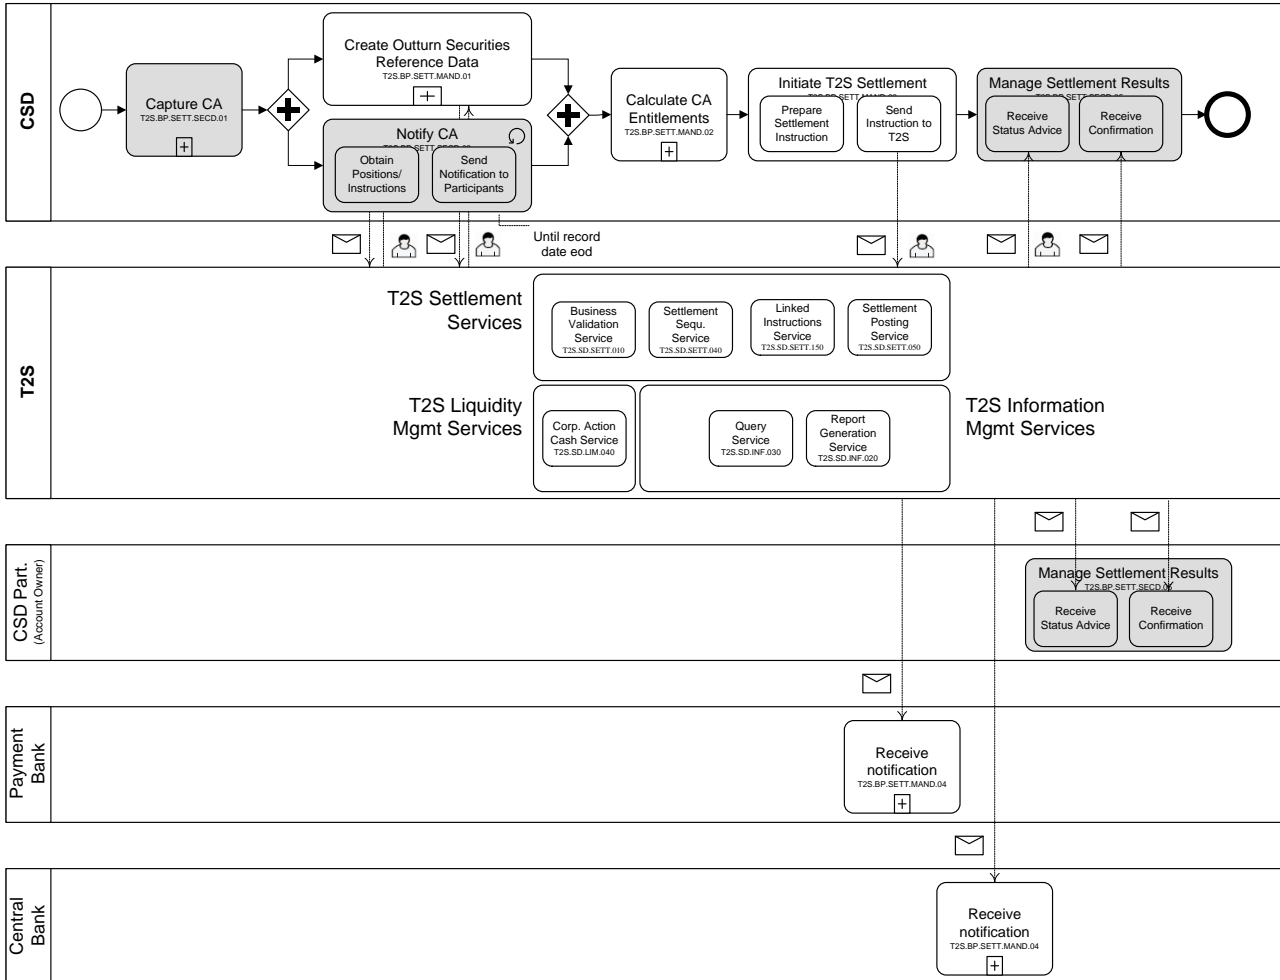 CSD
Capture CA
T2S.BP.SETT.SECD.01
Create Outturn Securities
Reference Data
T2S.BP.SETT.MAND.01
Notify CA
Obtain
Positions/
Instructions
Send
Notification to
Participants
Until record
date eod
Calculate CA
Entitlements
T2S.BP.SETT.MAND.02
Initiate T2S Settlement
Prepare
Settlement
Instruction
Send
Instruction to
T2S
Manage Settlement Results
Receive
Status Advice
Receive
Confirmation
T2S
T2S Settlement
Services
Business
Validation
Service
T2S.SD.SETT.010
Settlement
Sequ.
Service
T2S.SD.SETT.040
Linked
Instructions
Service
T2S.SD.SETT.150
Settlement
Posting
Service
T2S.SD.SETT.050
T2S Liquidity
Mgmt Services
Corp. Action
Cash Service
T2S.SD.LIM.040
Query
Service
T2S.SD.INF.030
Report
Generation
Service
T2S.SD.INF.020
T2S Information
Mgmt Services
CSD Part.
(Account Owner)
Manage Settlement Results
Receive
Status Advice
Receive
Confirmation
Payment
Bank
Receive
notification
T2S.BP.SETT.MAND.04
Central
Bank
Receive
notification
T2S.BP.SETT.MAND.04